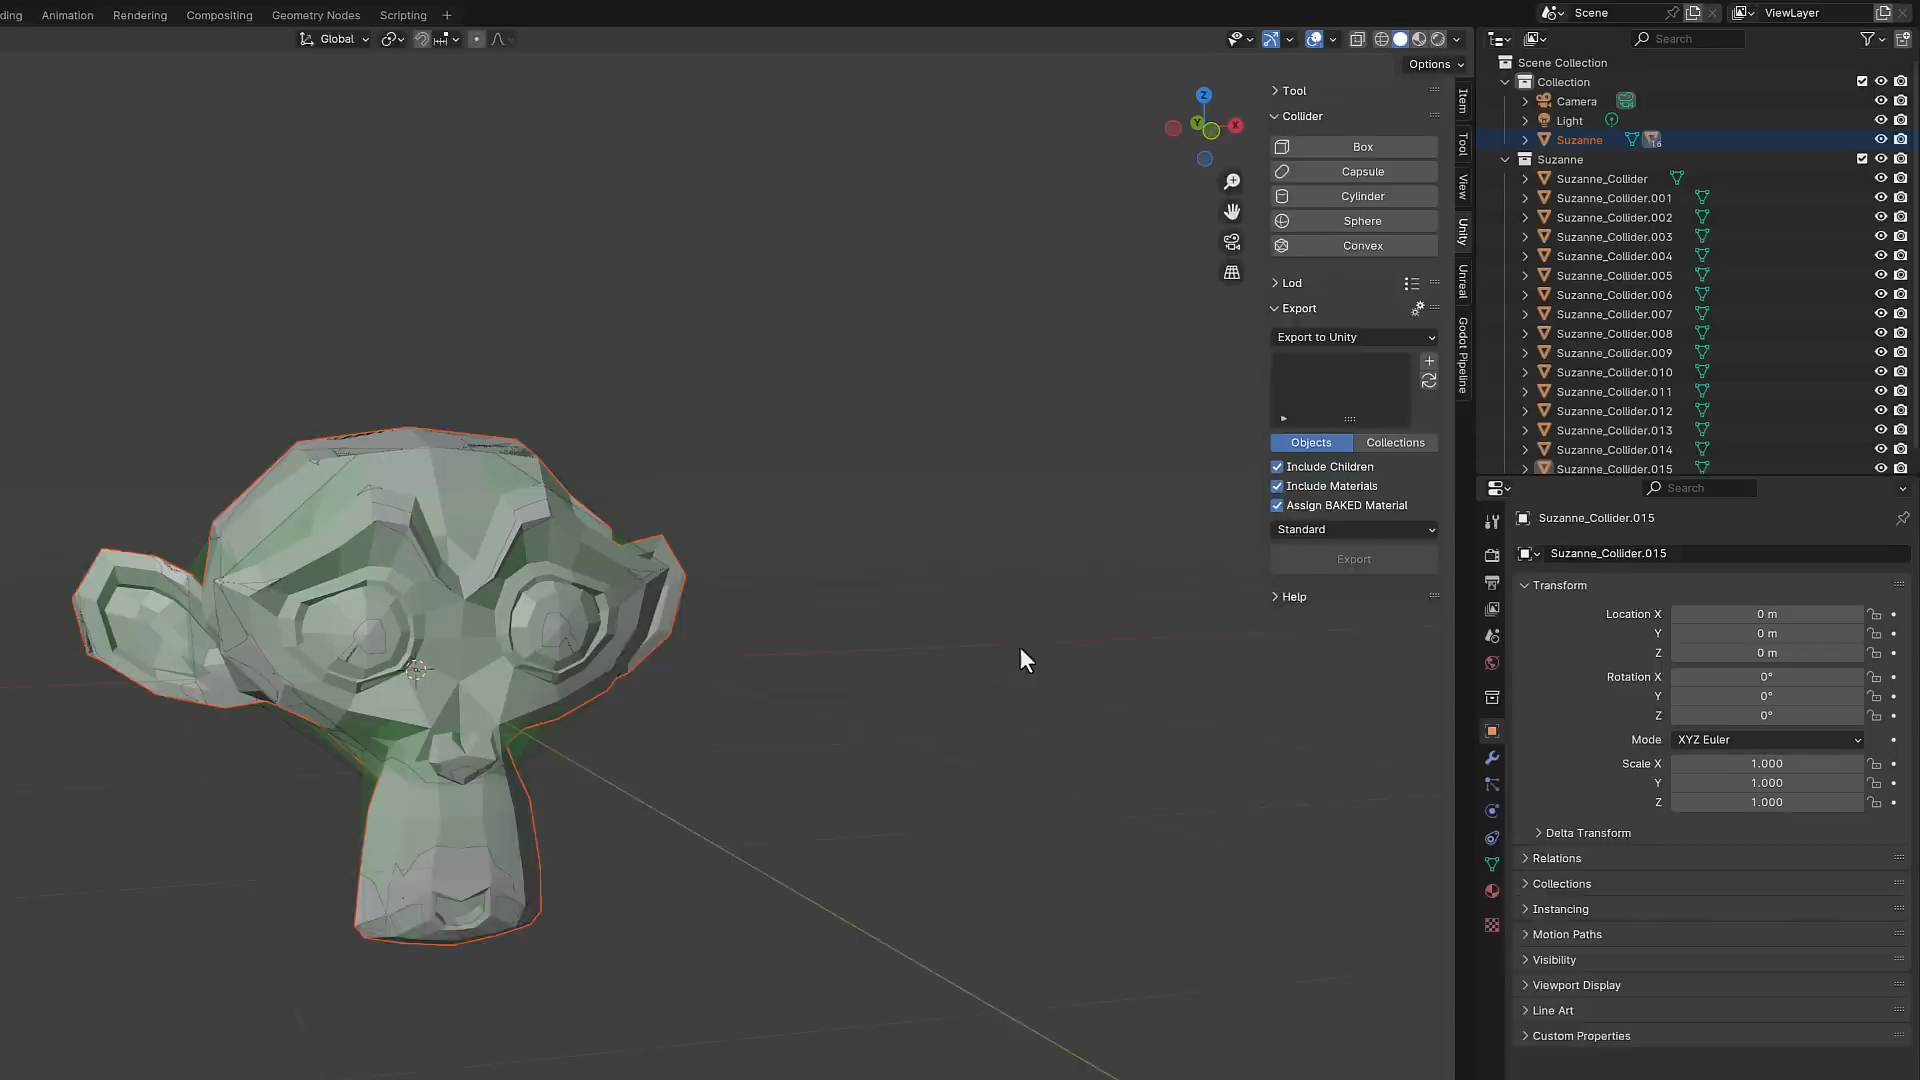 ding Animation Rendering Compositing Geometry Nodes Scripting +
Scene
ViewLayer
Global
Options
Search
Z
Y
X
Tool
Collider
Box
Capsule
Cylinder
Sphere
Convex
Lod
Export
Export to Unity
Objects Collections
Include Children
Include Materials
Assign BAKED Material
Standard
Export
Help
Item
Tool
View
Unity
Unreal
Godot Pipeline
Scene Collection
Collection
Camera
Light
Suzanne
16
Suzanne
Suzanne_Collider
Suzanne_Collider.001
Suzanne_Collider.002
Suzanne_Collider.003
Suzanne_Collider.004
Suzanne_Collider.005
Suzanne_Collider.006
Suzanne_Collider.007
Suzanne_Collider.008
Suzanne_Collider.009
Suzanne_Collider.010
Suzanne_Collider.011
Suzanne_Collider.012
Suzanne_Collider.013
Suzanne_Collider.014
Suzanne_Collider.015
Search
Suzanne_Collider.015
Suzanne_Collider.015
Transform
Location X 0 m
Y 0 m
Z 0 m
Rotation X 0°
Y 0°
Z 0°
Mode XYZ Euler
Scale X 1.000
Y 1.000
Z 1.000
Delta Transform
Relations
Collections
Instancing
Motion Paths
Visibility
Viewport Display
Line Art
Custom Properties